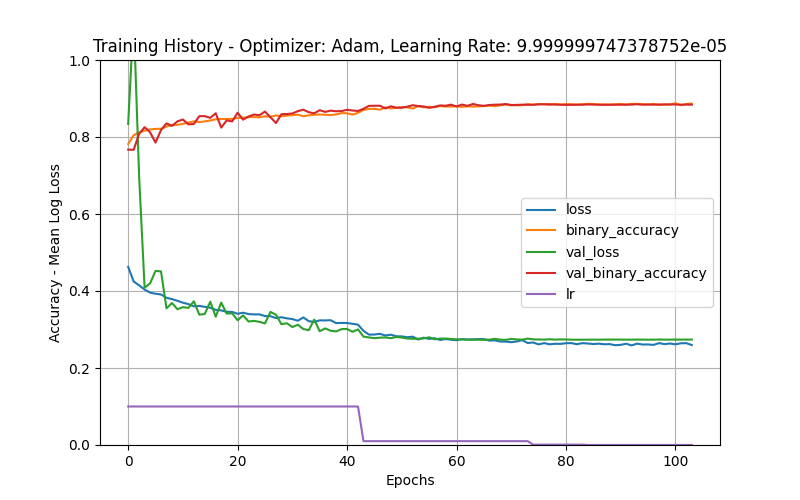 Training History - Optimizer: Adam, Learning Rate: 9.999999747378752e-05
1.0
0.8
0.6
0.4
0.2
0.0
Accuracy - Mean Log Loss
loss
binary_accuracy
val_loss
val_binary_accuracy
lr
0 20 40 60 80 100
Epochs